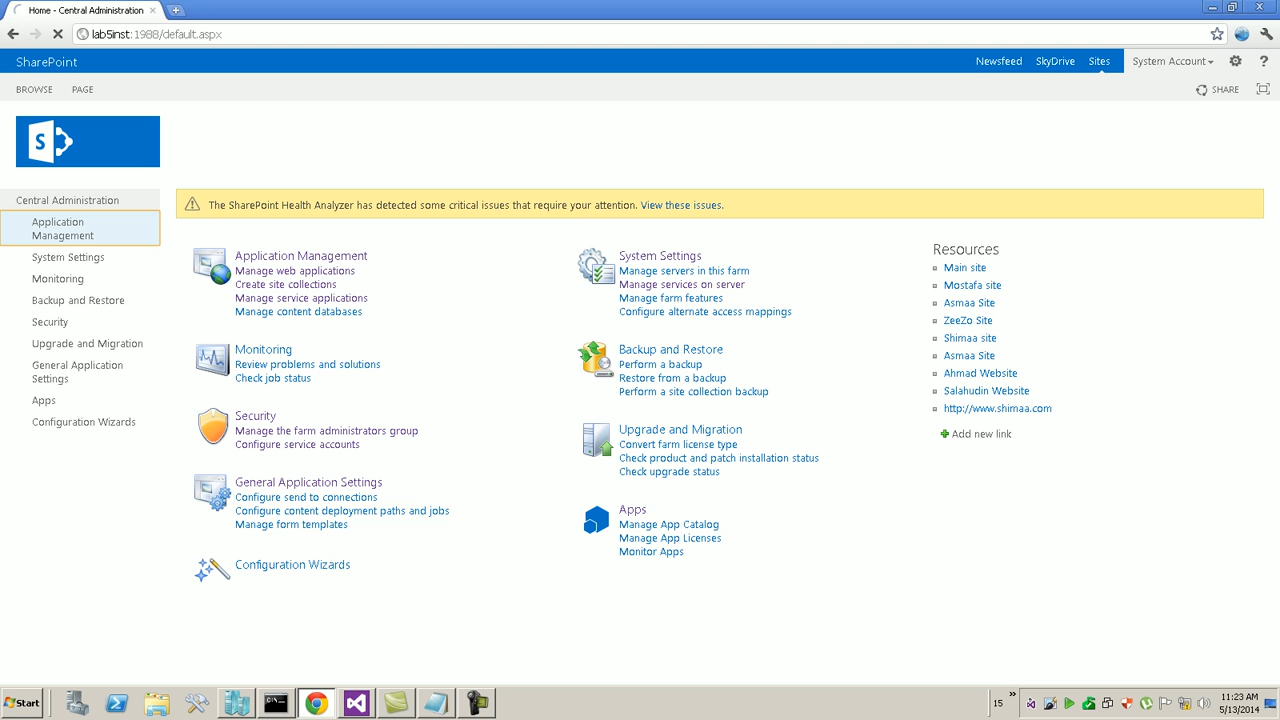 Home - Central Administration
lab5inst:1988/default.aspx
SharePoint
Newsfeed
SkyDrive
Sites
System Account
?
BROWSE
PAGE
SHARE
S
Central Administration
Application
Management
System Settings
Monitoring
Backup and Restore
Security
Upgrade and Migration
General Application
Settings
Apps
Configuration Wizards
The SharePoint Health Analyzer has detected some critical issues that require your attention. View these issues.
Application Management
Manage web applications
Create site collections
Manage service applications
Manage content databases
Monitoring
Review problems and solutions
Check job status
Security
Manage the farm administrators group
Configure service accounts
General Application Settings
Configure send to connections
Configure content deployment paths and jobs
Manage form templates
Configuration Wizards
System Settings
Manage servers in this farm
Manage services on server
Manage farm features
Configure alternate access mappings
Backup and Restore
Perform a backup
Restore from a backup
Perform a site collection backup
Upgrade and Migration
Convert farm license type
Check product and patch installation status
Check upgrade status
Apps
Manage App Catalog
Manage App Licenses
Monitor Apps
Resources
Main site
Mostafa site
Asmaa Site
ZeeZo Site
Shimaa site
Asmaa Site
Ahmad Website
Salahudin Website
http://www.shimaa.com
Add new link
Start
15
11:23 AM
5/13/2014